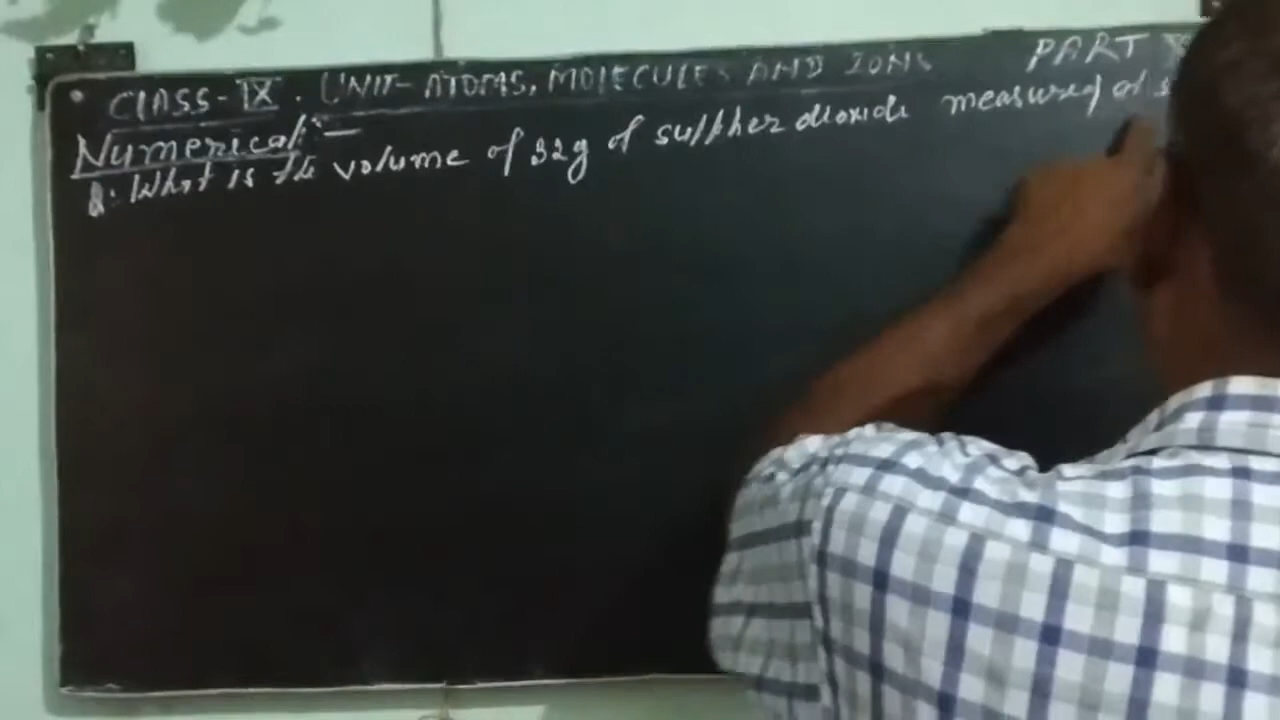 CLASS-IX. UNIT-ATOMS, MOLECULES AND IONS PART
Numerical:-
Q: What is the volume of 32g of sulpher dioxide measured at